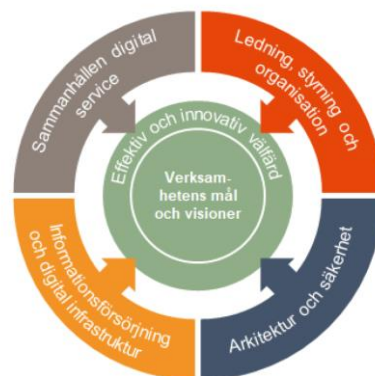 Sammanhållen digital
service
Ledning, styrning och
organisation
Effektiv och innovativ välfärd
Verksam-
hetens mål
och visioner
Informationsförsörjning
och digital infrastruktur
Arkitektur och säkerhet